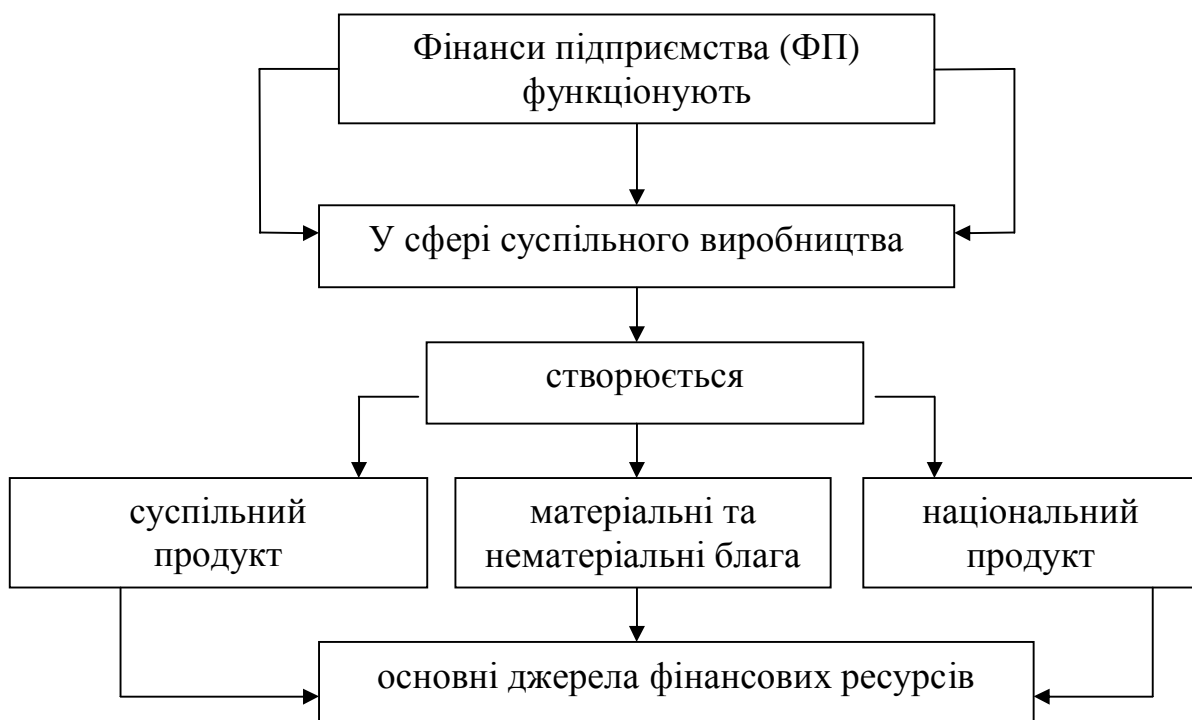 Фінанси підприємства (ФП)
функціонують
У сфері суспільного виробництва
створюється
суспільний
продукт
матеріальні та
нематеріальні блага
національний
продукт
основні джерела фінансових ресурсів